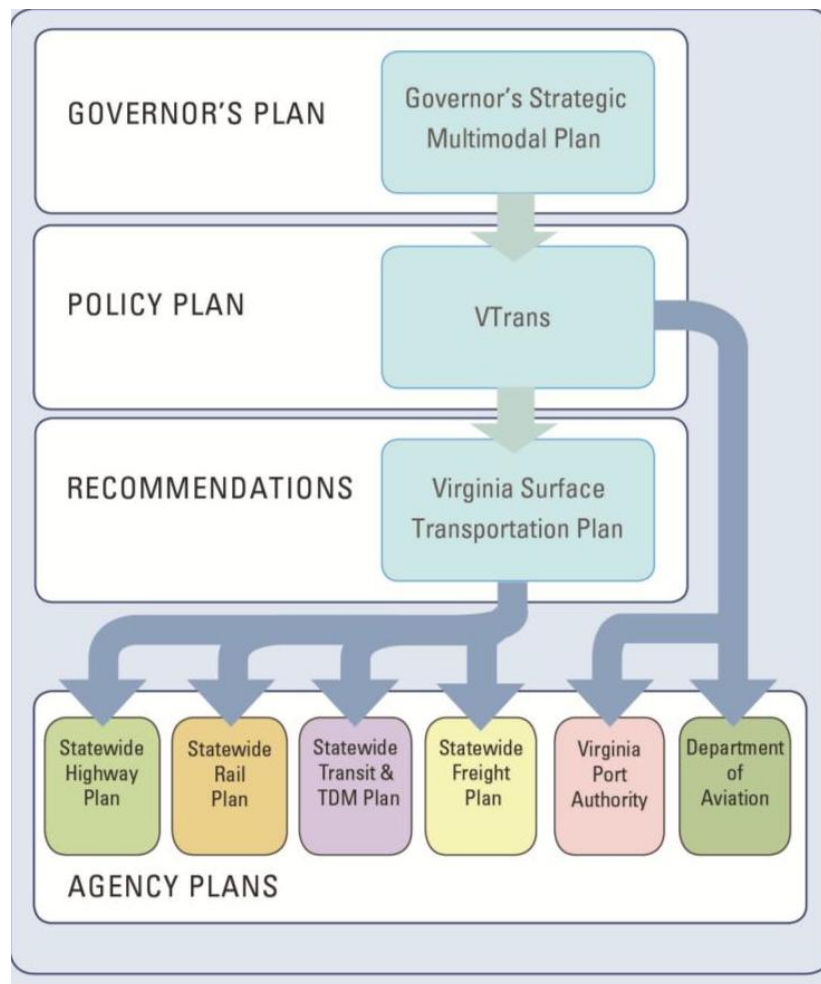 GOVERNOR'S PLAN
Governor's Strategic
Multimodal Plan
POLICY PLAN
VTrans
RECOMMENDATIONS
Virginia Surface
Transportation Plan
Statewide
Highway
Plan
Statewide
Rail
Plan
Statewide
Transit &
TDM Plan
Statewide
Freight
Plan
Virginia
Port
Authority
Department
of
Aviation
AGENCY PLANS